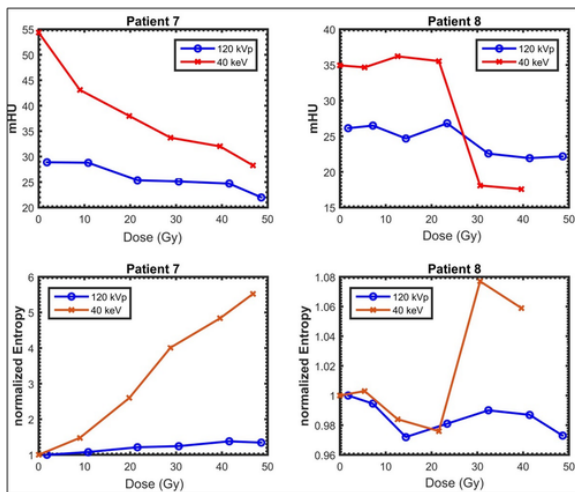 Patient 7
55
50
45
40
35
30
25
20
mHU
120 kVp
40 keV
0 10 20 30 40 50
Dose (Gy)
Patient 8
40
35
30
25
20
15
mHU
120 kVp
40 keV
0 10 20 30 40 50
Dose (Gy)
Patient 7
6
5
4
3
2
1
normalized Entropy
120 kVp
40 keV
0 10 20 30 40 50
Dose (Gy)
Patient 8
1.08
1.06
1.04
1.02
1
0.98
0.96
normalized Entropy
120 kVp
40 keV
0 10 20 30 40 50
Dose (Gy)